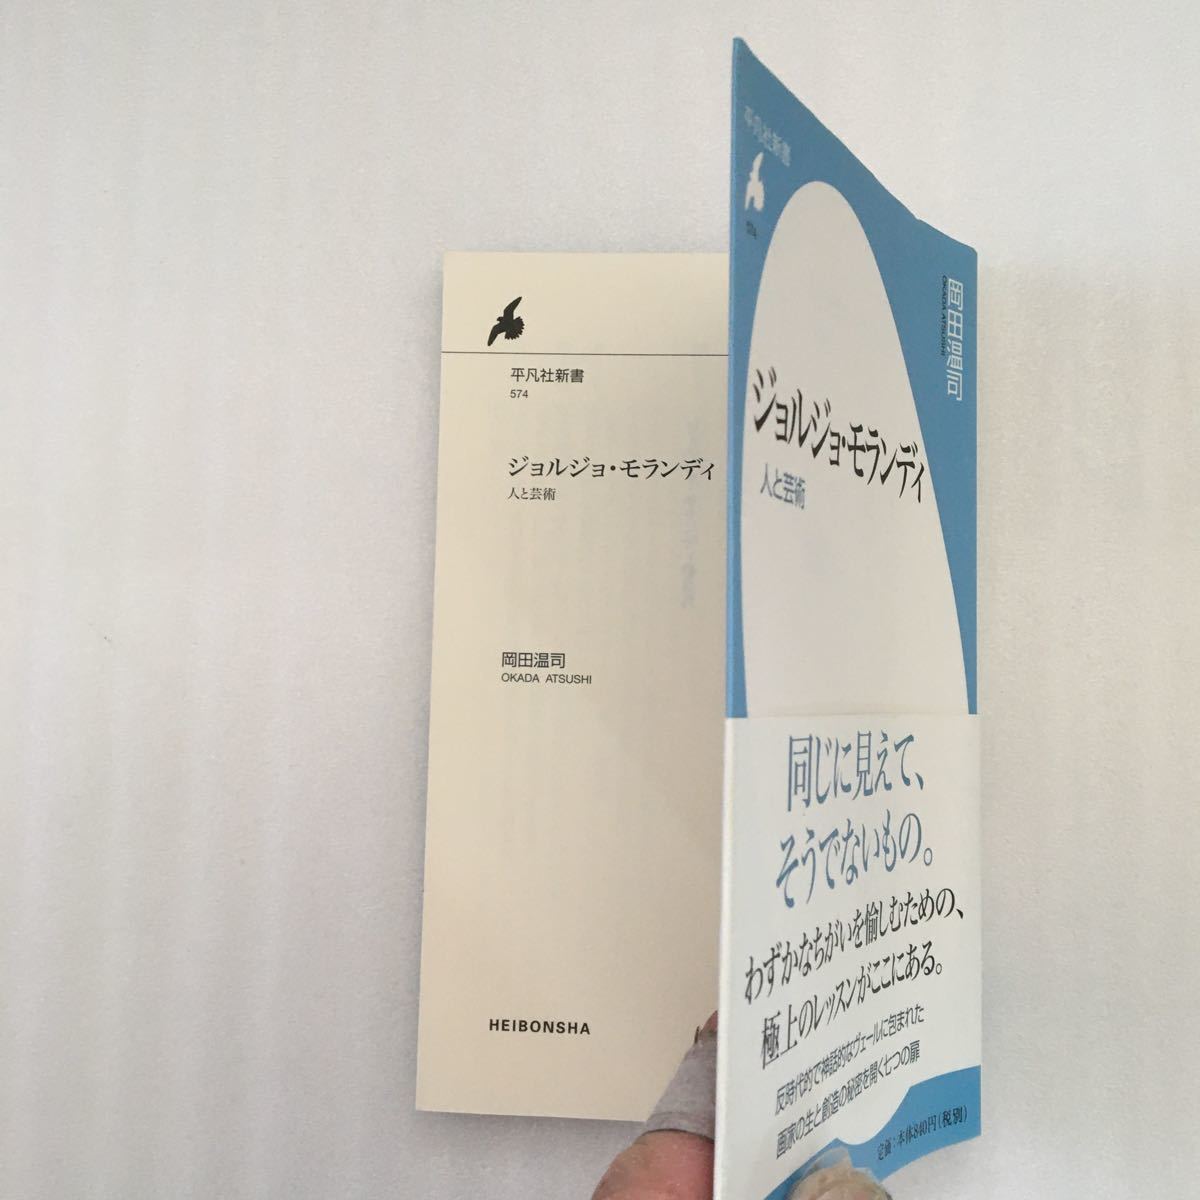 平凡社新書
574
ジョルジョ・モランディ
人と芸術
岡田温司
OKADA ATSUSHI
HEIBONSHA
平凡社新書
574
岡田温司
OKADA ATSUSHI
ジョルジョ・モランディ
人と芸術
同じに見えて、
そうでないもの。
わずかなちがいを愉しむための、
極上のレッスンがここにある。
反時代的で神話的なヴェールに包まれた
画家の生と創造の秘密を開く七つの扉
定価：本体840円（税別）